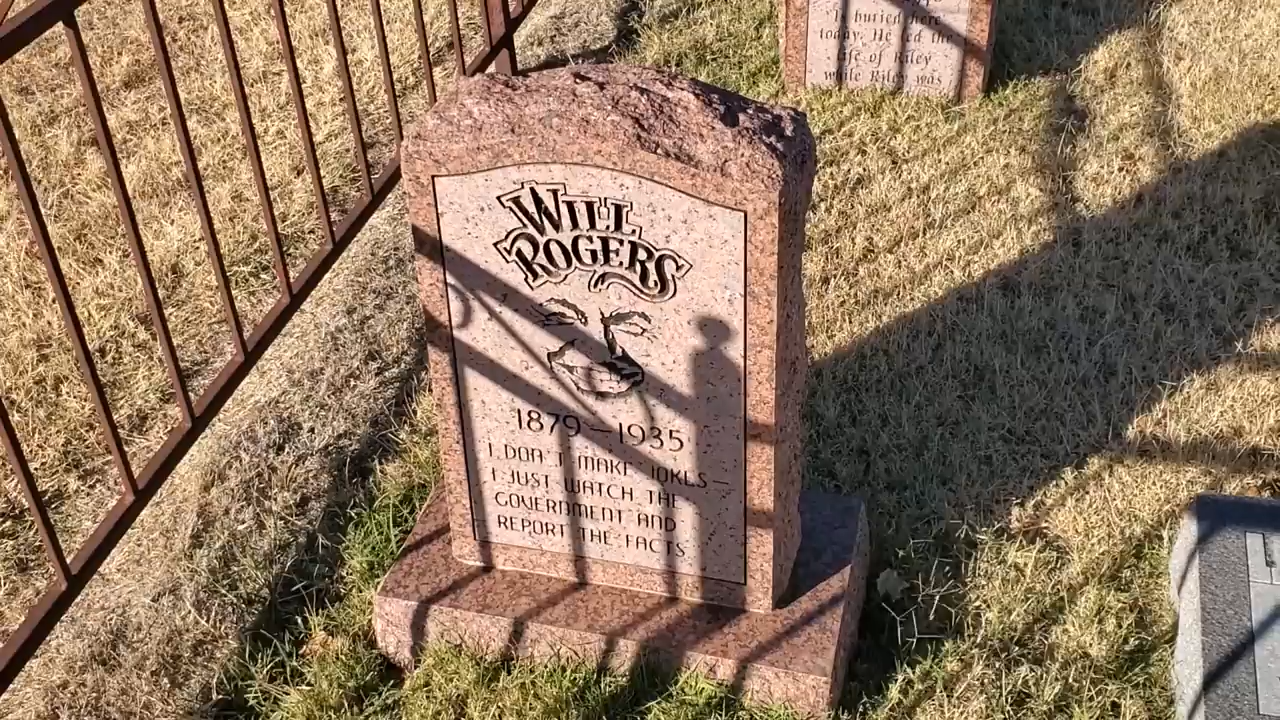 Is buried here
today. He led the
life of Riley
while Riley was
WILL
ROGERS
1879–1935
I DON'T MAKE JOKES—
I JUST WATCH THE
GOVERNMENT AND
REPORT THE FACTS